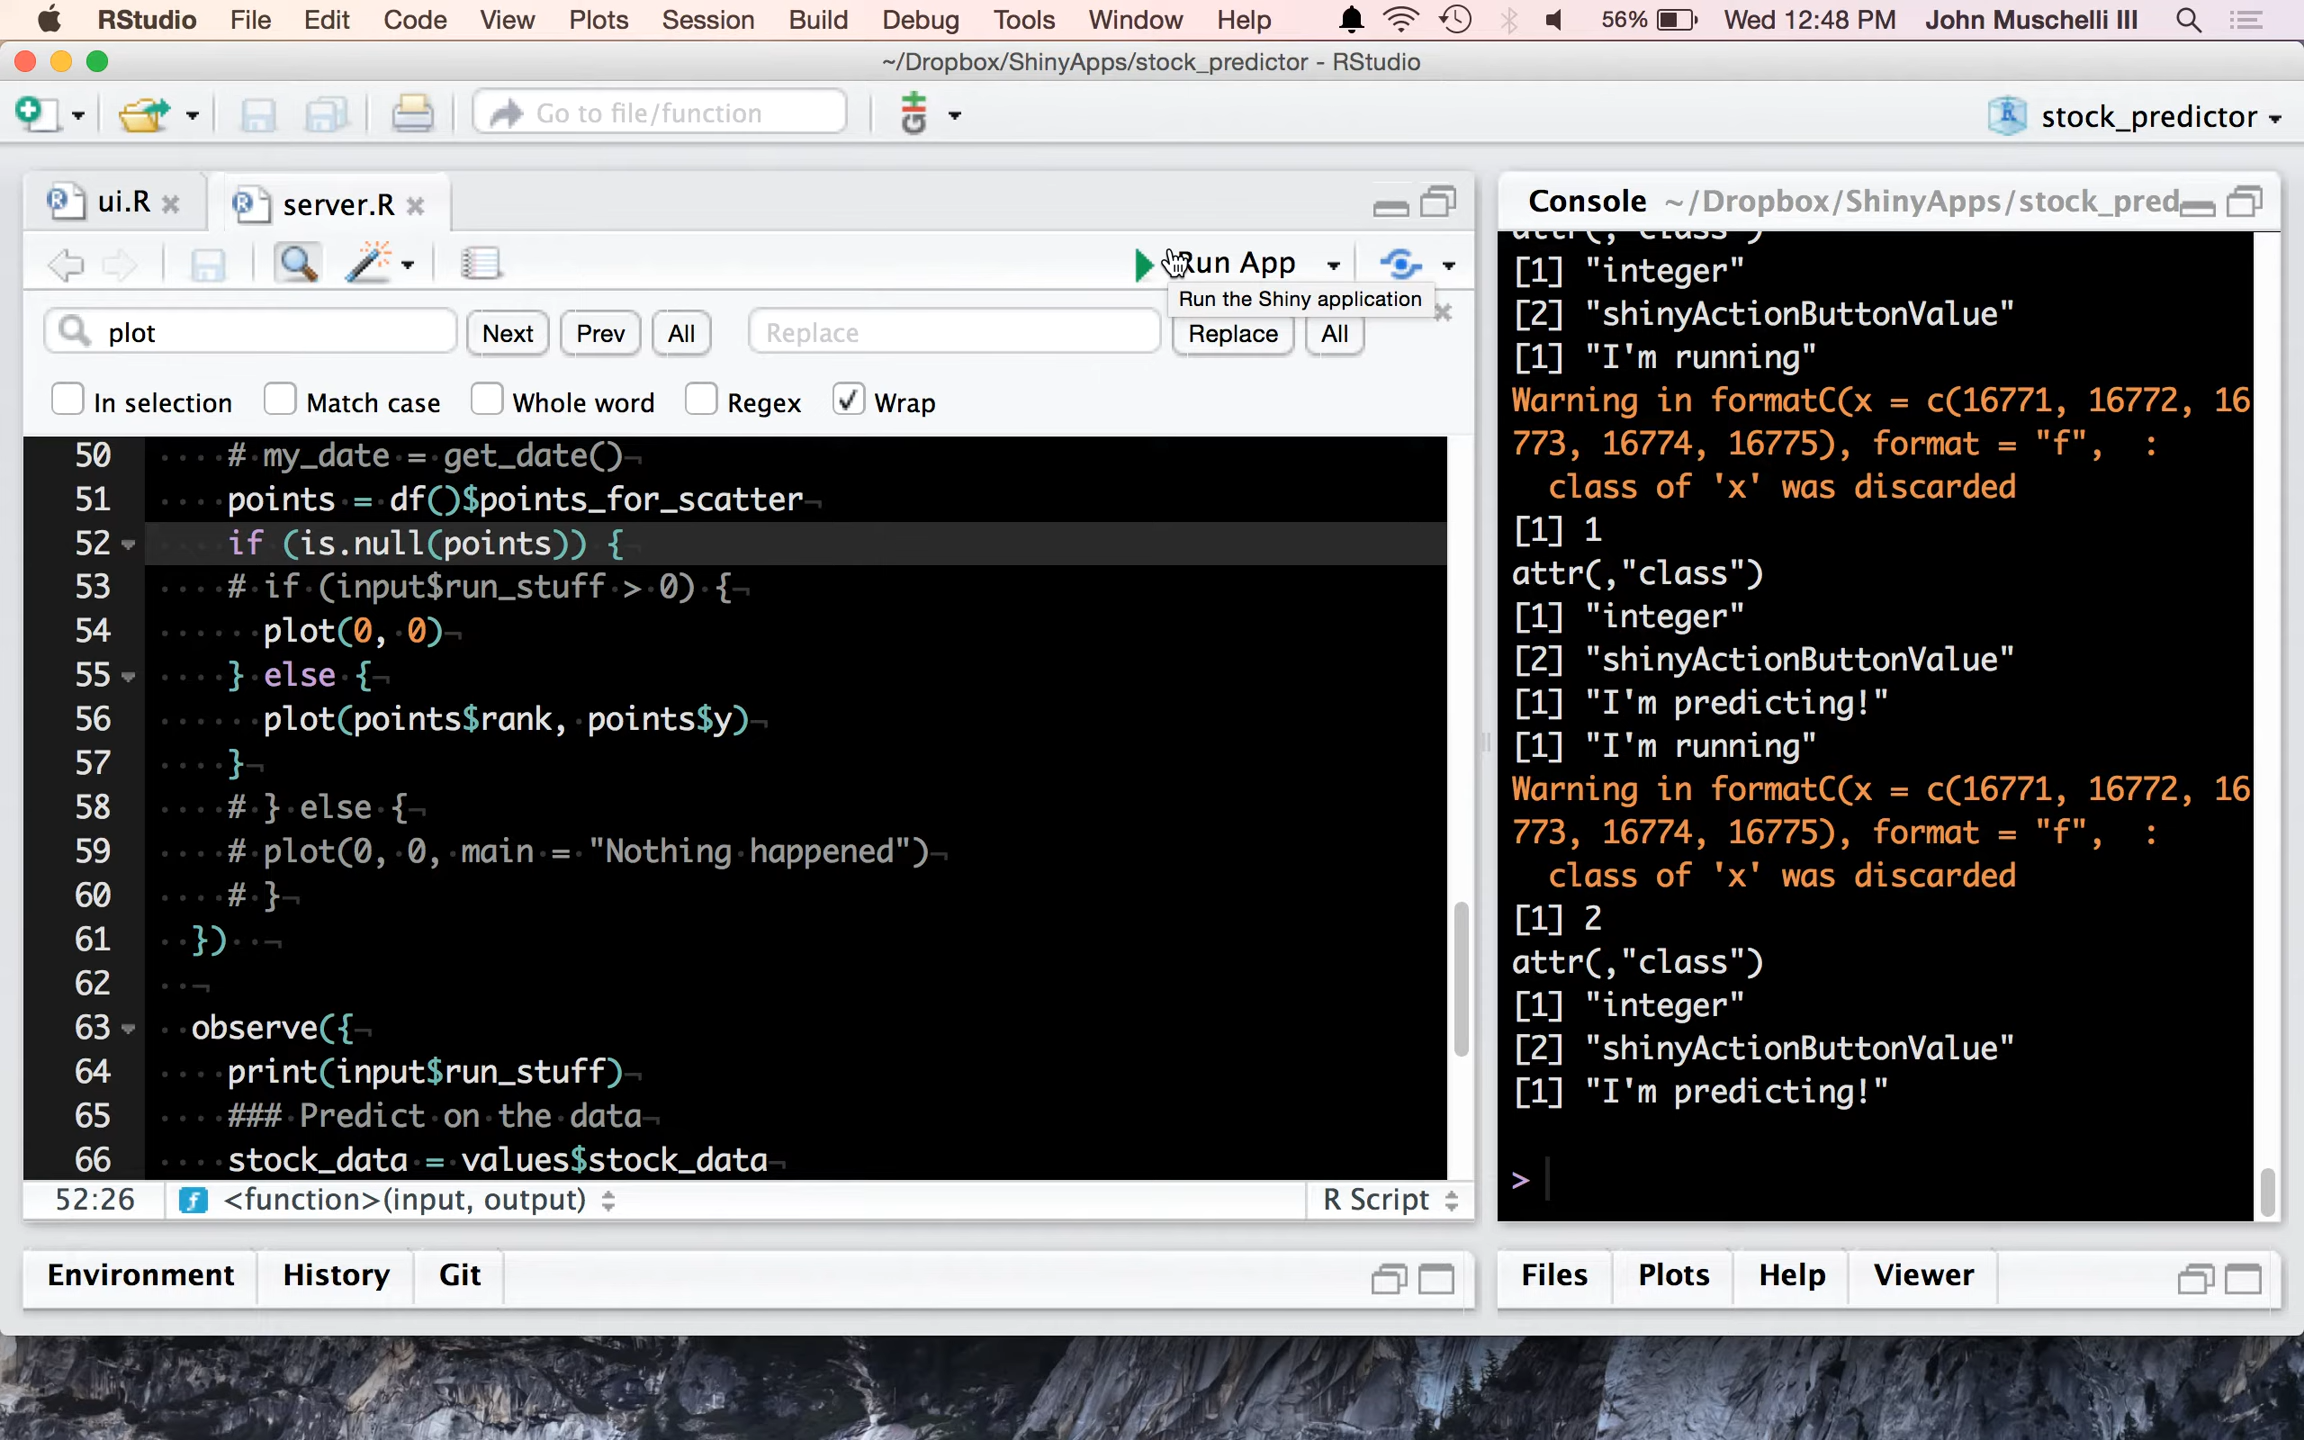 RStudio File Edit Code View Plots Session Build Debug Tools Window Help 56% Wed 12:48 PM John Muschelli III
~/Dropbox/ShinyApps/stock_predictor - RStudio
Go to file/function
stock_predictor
ui.R
server.R
Run App
Run the Shiny application
plot
Next
Prev
All
Replace
Replace
All
In selection
Match case
Whole word
Regex
Wrap
50 # my_date = get_date()
51 points = df()$points_for_scatter
52 if (is.null(points)) {
53 # if (input$run_stuff > 0) {
54 plot(0, 0)
55 } else {
56 plot(points$rank, points$y)
57 }
58 # } else {
59 # plot(0, 0, main = "Nothing happened")
60 # }
61 })
62
63 observe({
64 print(input$run_stuff)
65 ### Predict on the data
66 stock_data = values$stock_data
52:26 <function>(input, output) R Script
Environment History Git
Console ~/Dropbox/ShinyApps/stock_pred
attr(,"class")
[1] "integer"
[2] "shinyActionButtonValue"
[1] "I'm running"
Warning in formatC(x = c(16771, 16772, 16
773, 16774, 16775), format = "f", :
class of 'x' was discarded
[1] 1
attr(,"class")
[1] "integer"
[2] "shinyActionButtonValue"
[1] "I'm predicting!"
[1] "I'm running"
Warning in formatC(x = c(16771, 16772, 16
773, 16774, 16775), format = "f", :
class of 'x' was discarded
[1] 2
attr(,"class")
[1] "integer"
[2] "shinyActionButtonValue"
[1] "I'm predicting!"
>
Files Plots Help Viewer